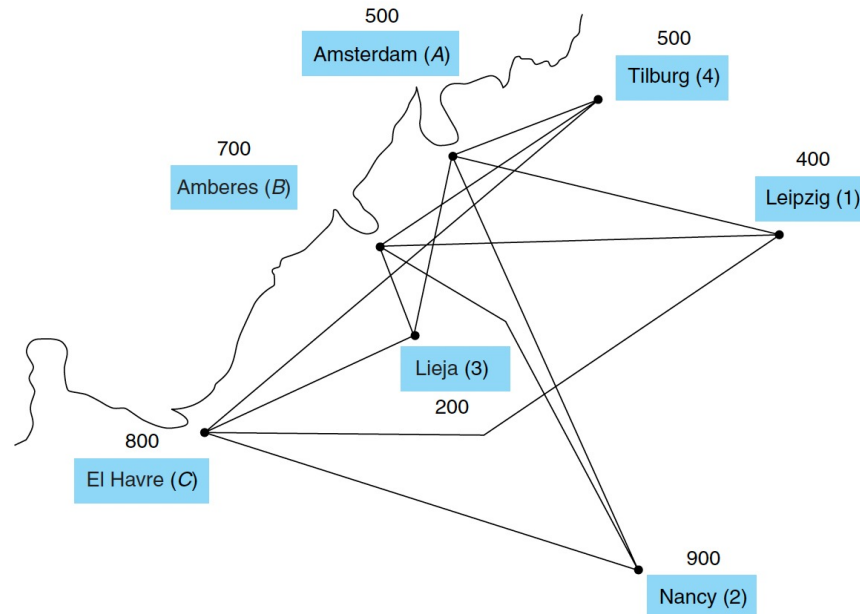 500
Amsterdam (A)
500
Tilburg (4)
700
Amberes (B)
400
Leipzig (1)
Lieja (3)
200
800
El Havre (C)
900
Nancy (2)